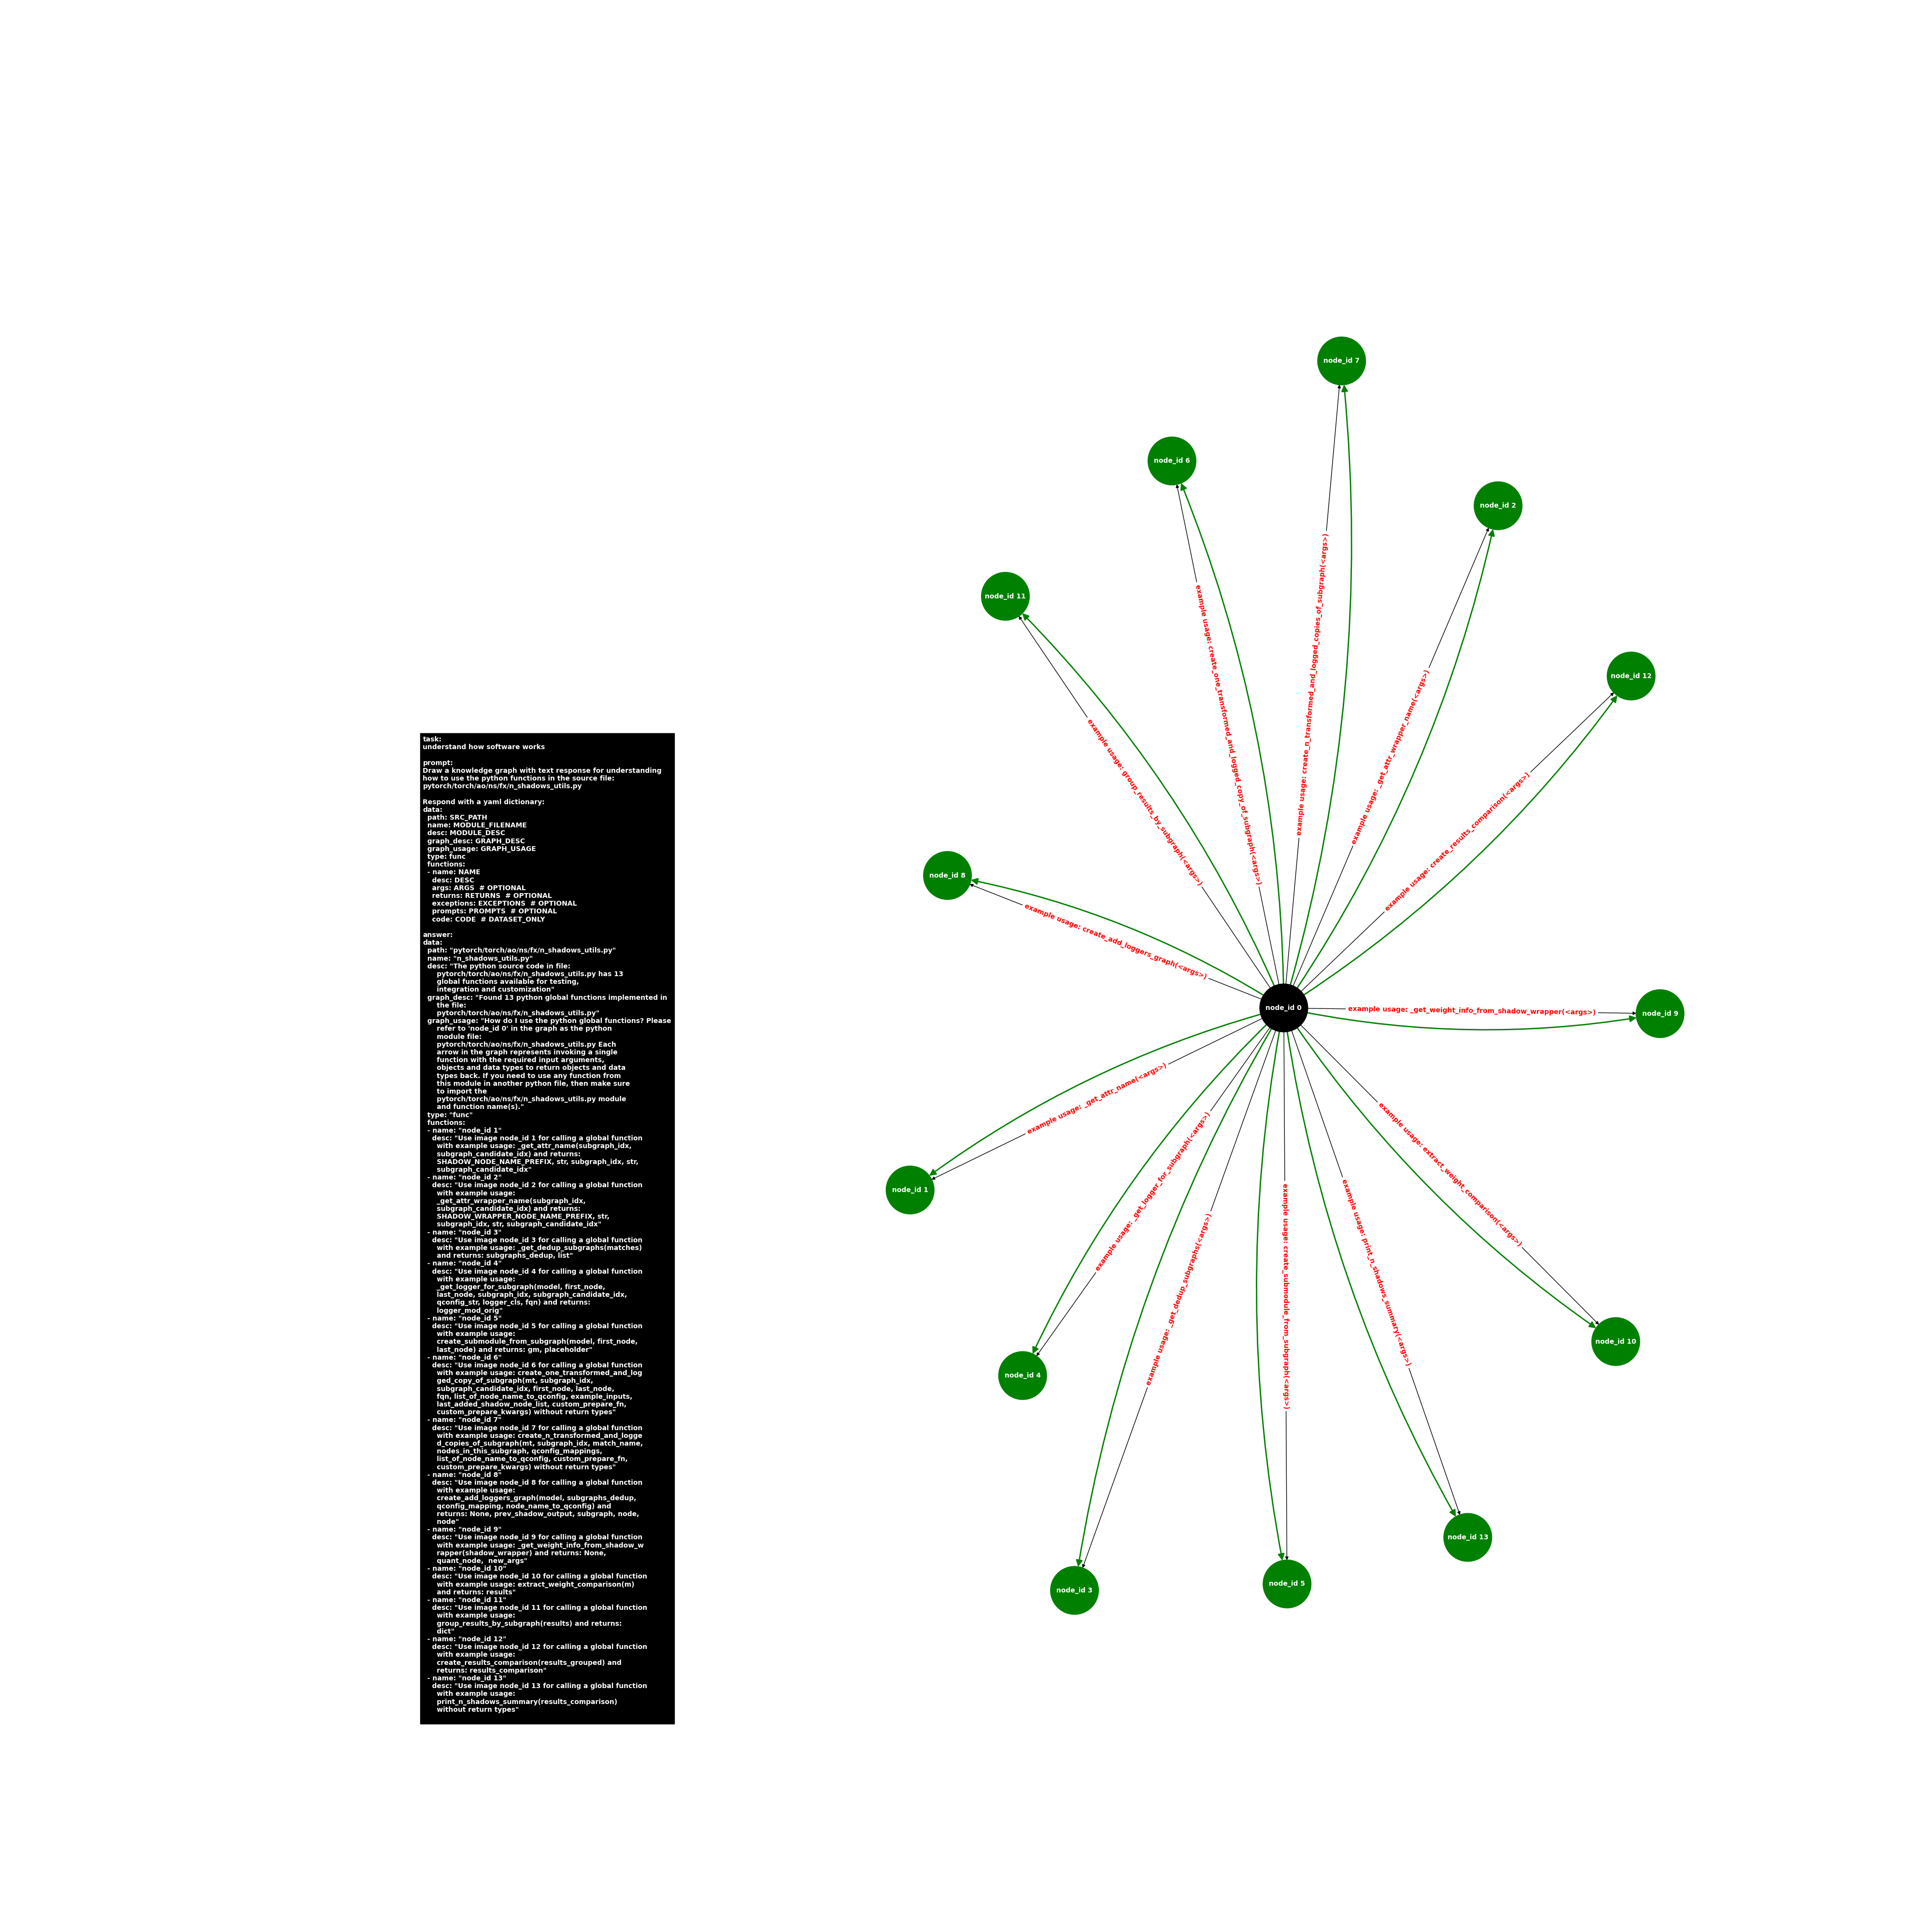 task:
understand how software works

prompt:
Draw a knowledge graph with text response for understanding
how to use the python functions in the source file:
pytorch/torch/ao/ns/fx/n_shadows_utils.py

Respond with a yaml dictionary:
data:
  path: SRC_PATH
  name: MODULE_FILENAME
  desc: MODULE_DESC
  graph_desc: GRAPH_DESC
  graph_usage: GRAPH_USAGE
  type: func
  functions:
  - name: NAME
    desc: DESC
    args: ARGS  # OPTIONAL
    returns: RETURNS  # OPTIONAL
    exceptions: EXCEPTIONS  # OPTIONAL
    prompts: PROMPTS  # OPTIONAL
    code: CODE  # DATASET_ONLY

answer:
data:
  path: "pytorch/torch/ao/ns/fx/n_shadows_utils.py"
  name: "n_shadows_utils.py"
  desc: "The python source code in file:
      pytorch/torch/ao/ns/fx/n_shadows_utils.py has 13
      global functions available for testing,
      integration and customization"
  graph_desc: "Found 13 python global functions implemented in
      the file:
      pytorch/torch/ao/ns/fx/n_shadows_utils.py"
  graph_usage: "How do I use the python global functions? Please
      refer to 'node_id 0' in the graph as the python
      module file:
      pytorch/torch/ao/ns/fx/n_shadows_utils.py Each
      arrow in the graph represents invoking a single
      function with the required input arguments,
      objects and data types to return objects and data
      types back. If you need to use any function from
      this module in another python file, then make sure
      to import the
      pytorch/torch/ao/ns/fx/n_shadows_utils.py module
      and function name(s)."
  type: "func"
  functions:
  - name: "node_id 1"
    desc: "Use image node_id 1 for calling a global function
      with example usage: _get_attr_name(subgraph_idx,
      subgraph_candidate_idx) and returns:
      SHADOW_NODE_NAME_PREFIX, str, subgraph_idx, str,
      subgraph_candidate_idx"
  - name: "node_id 2"
    desc: "Use image node_id 2 for calling a global function
      with example usage:
      _get_attr_wrapper_name(subgraph_idx,
      subgraph_candidate_idx) and returns:
      SHADOW_WRAPPER_NODE_NAME_PREFIX, str,
      subgraph_idx, str, subgraph_candidate_idx"
  - name: "node_id 3"
    desc: "Use image node_id 3 for calling a global function
      with example usage: _get_dedup_subgraphs(matches)
      and returns: subgraphs_dedup, list"
  - name: "node_id 4"
    desc: "Use image node_id 4 for calling a global function
      with example usage:
      _get_logger_for_subgraph(model, first_node,
      last_node, subgraph_idx, subgraph_candidate_idx,
      qconfig_str, logger_cls, fqn) and returns:
      logger_mod_orig"
  - name: "node_id 5"
    desc: "Use image node_id 5 for calling a global function
      with example usage:
      create_submodule_from_subgraph(model, first_node,
      last_node) and returns: gm, placeholder"
  - name: "node_id 6"
    desc: "Use image node_id 6 for calling a global function
      with example usage: create_one_transformed_and_log
      ged_copy_of_subgraph(mt, subgraph_idx,
      subgraph_candidate_idx, first_node, last_node,
      fqn, list_of_node_name_to_qconfig, example_inputs,
      last_added_shadow_node_list, custom_prepare_fn,
      custom_prepare_kwargs) without return types"
  - name: "node_id 7"
    desc: "Use image node_id 7 for calling a global function
      with example usage: create_n_transformed_and_logge
      d_copies_of_subgraph(mt, subgraph_idx, match_name,
      nodes_in_this_subgraph, qconfig_mappings,
      list_of_node_name_to_qconfig, custom_prepare_fn,
      custom_prepare_kwargs) without return types"
  - name: "node_id 8"
    desc: "Use image node_id 8 for calling a global function
      with example usage:
      create_add_loggers_graph(model, subgraphs_dedup,
      qconfig_mapping, node_name_to_qconfig) and
      returns: None, prev_shadow_output, subgraph, node,
      node"
  - name: "node_id 9"
    desc: "Use image node_id 9 for calling a global function
      with example usage: _get_weight_info_from_shadow_w
      rapper(shadow_wrapper) and returns: None,
      quant_node,  new_args"
  - name: "node_id 10"
    desc: "Use image node_id 10 for calling a global function
      with example usage: extract_weight_comparison(m)
      and returns: results"
  - name: "node_id 11"
    desc: "Use image node_id 11 for calling a global function
      with example usage:
      group_results_by_subgraph(results) and returns:
      dict"
  - name: "node_id 12"
    desc: "Use image node_id 12 for calling a global function
      with example usage:
      create_results_comparison(results_grouped) and
      returns: results_comparison"
  - name: "node_id 13"
    desc: "Use image node_id 13 for calling a global function
      with example usage:
      print_n_shadows_summary(results_comparison)
      without return types"
node_id 7
node_id 6
node_id 2
node_id 11
node_id 12
node_id 8
node_id 0
node_id 9
node_id 1
node_id 10
node_id 4
node_id 13
node_id 5
node_id 3
example usage: create_n_transformed_and_logged_copies_of_subgraph(<args>)
example usage: create_one_transformed_and_logged_copy_of_subgraph(<args>)
example usage: _get_attr_wrapper_name(<args>)
example usage: group_results_by_subgraph(<args>)
example usage: create_results_comparison(<args>)
example usage: create_add_loggers_graph(<args>)
example usage: _get_weight_info_from_shadow_wrapper(<args>)
example usage: _get_attr_name(<args>)
example usage: extract_weight_comparison(<args>)
example usage: _get_logger_for_subgraph(<args>)
example usage: print_n_shadows_summary(<args>)
example usage: create_submodule_from_subgraph(<args>)
example usage: _get_dedup_subgraphs(<args>)